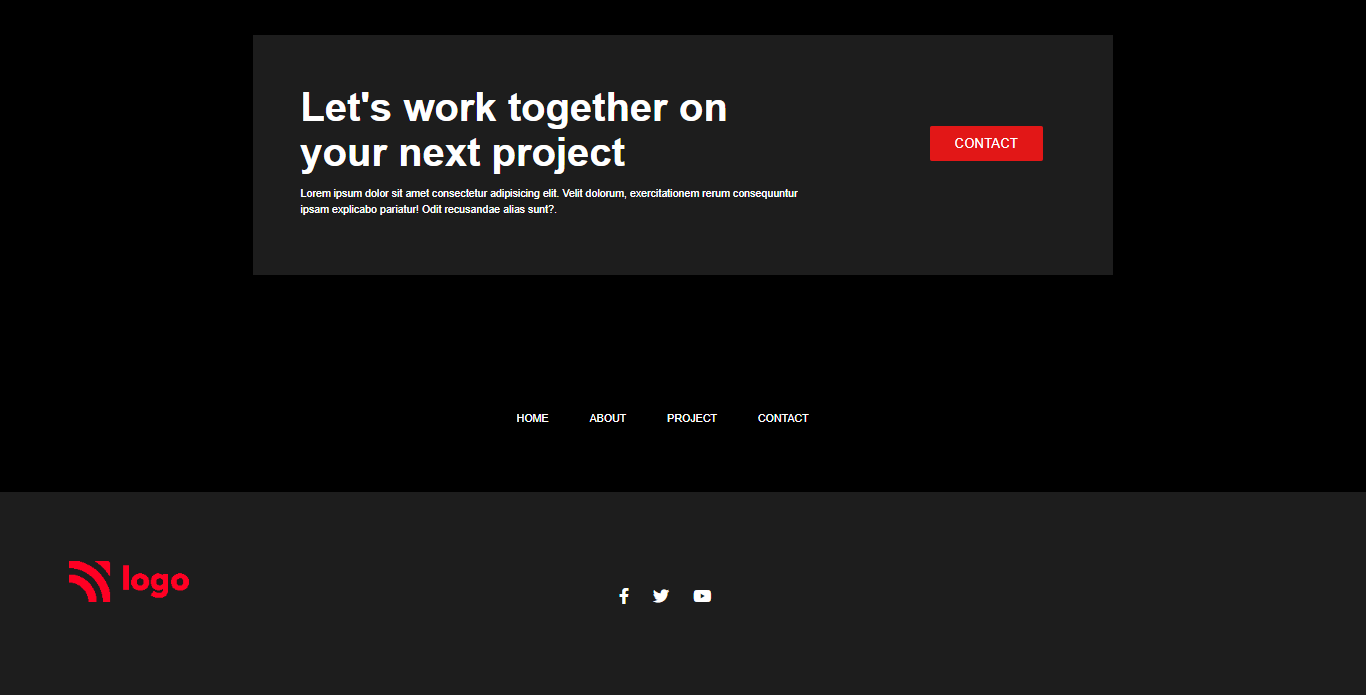 Let's work together on
your next project
CONTACT
Lorem ipsum dolor sit amet consectetur adipisicing elit. Velit dolorum, exercitationem rerum consequuntur
ipsam explicabo pariatur! Odit recusandae alias sunt?.
HOME ABOUT PROJECT CONTACT
logo